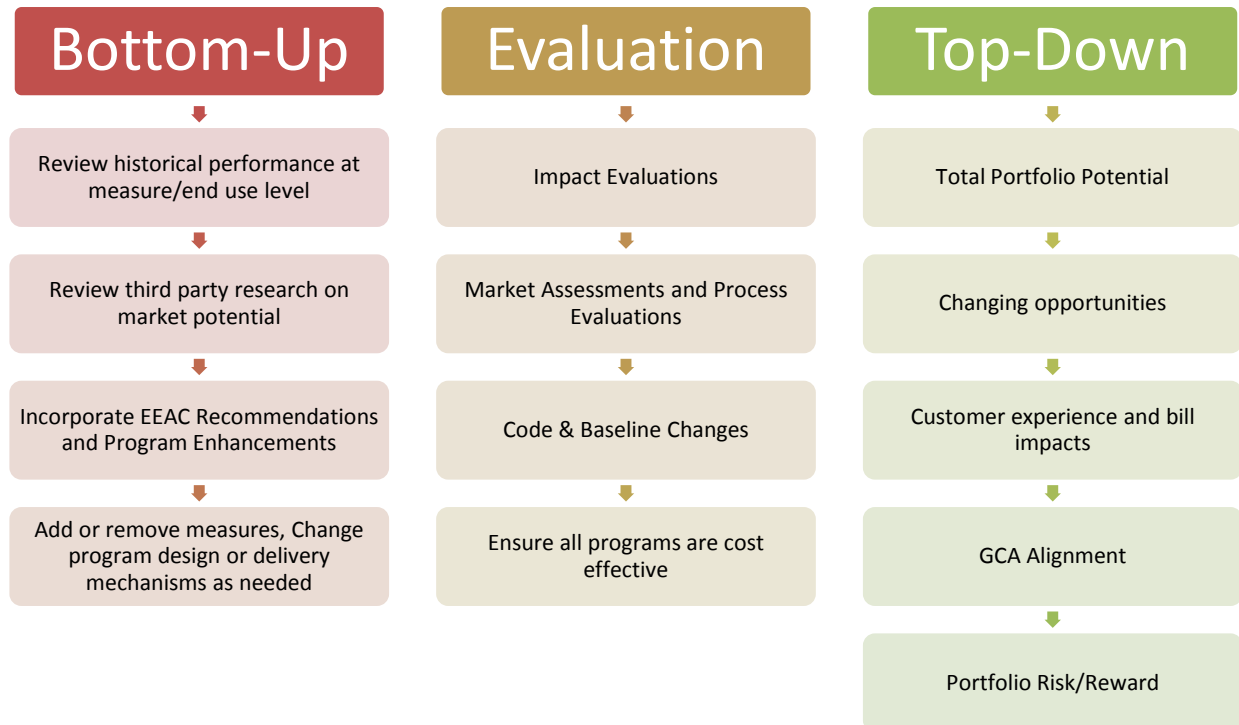 Bottom-Up
Review historical performance at
measure/end use level
Review third party research on
market potential
Incorporate EEAC Recommendations
and Program Enhancements
Add or remove measures, Change
program design or delivery
mechanisms as needed
Evaluation
Impact Evaluations
Market Assessments and Process
Evaluations
Code & Baseline Changes
Ensure all programs are cost
effective
Top-Down
Total Portfolio Potential
Changing opportunities
Customer experience and bill
impacts
GCA Alignment
Portfolio Risk/Reward